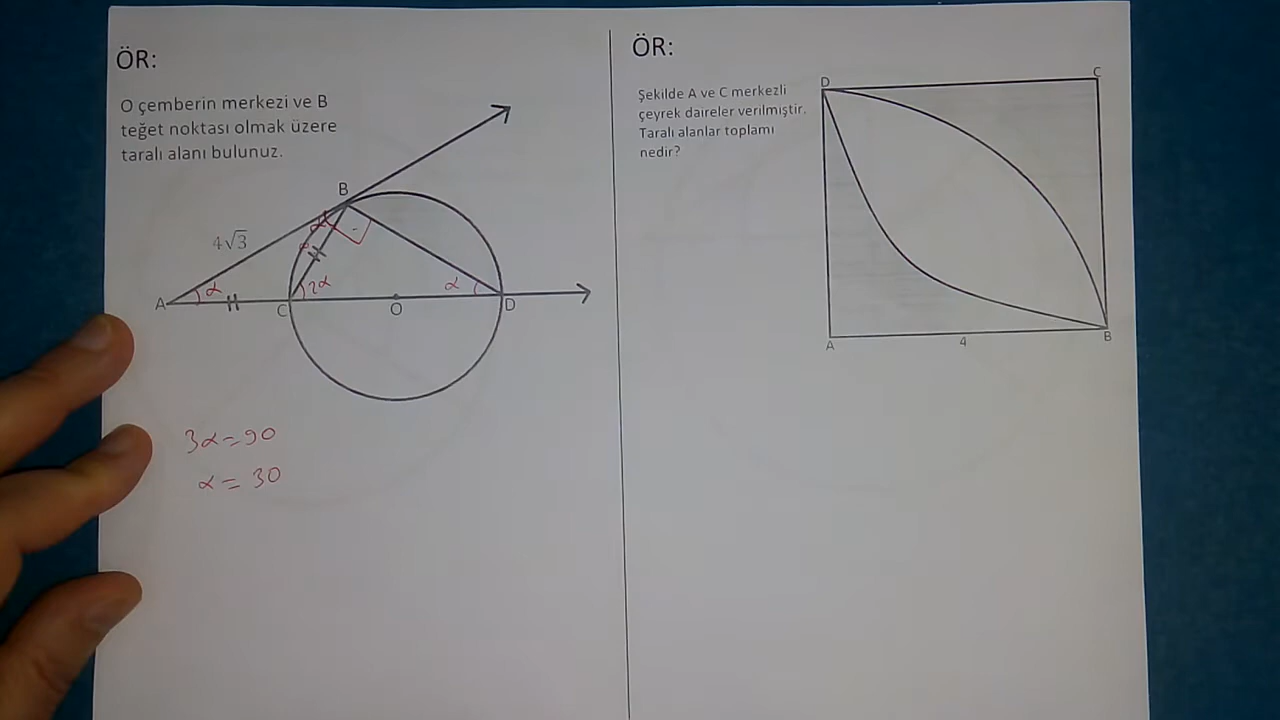 ÖR:
O çemberin merkezi ve B
teğet noktası olmak üzere
taralı alanı bulunuz.
B
4√3
α
α
2α
α
A
C
O
D
3α=90
α=30
ÖR:
Şekilde A ve C merkezli
çeyrek daireler verilmiştir.
Taralı alanlar toplamı
nedir?
D
C
A
4
B